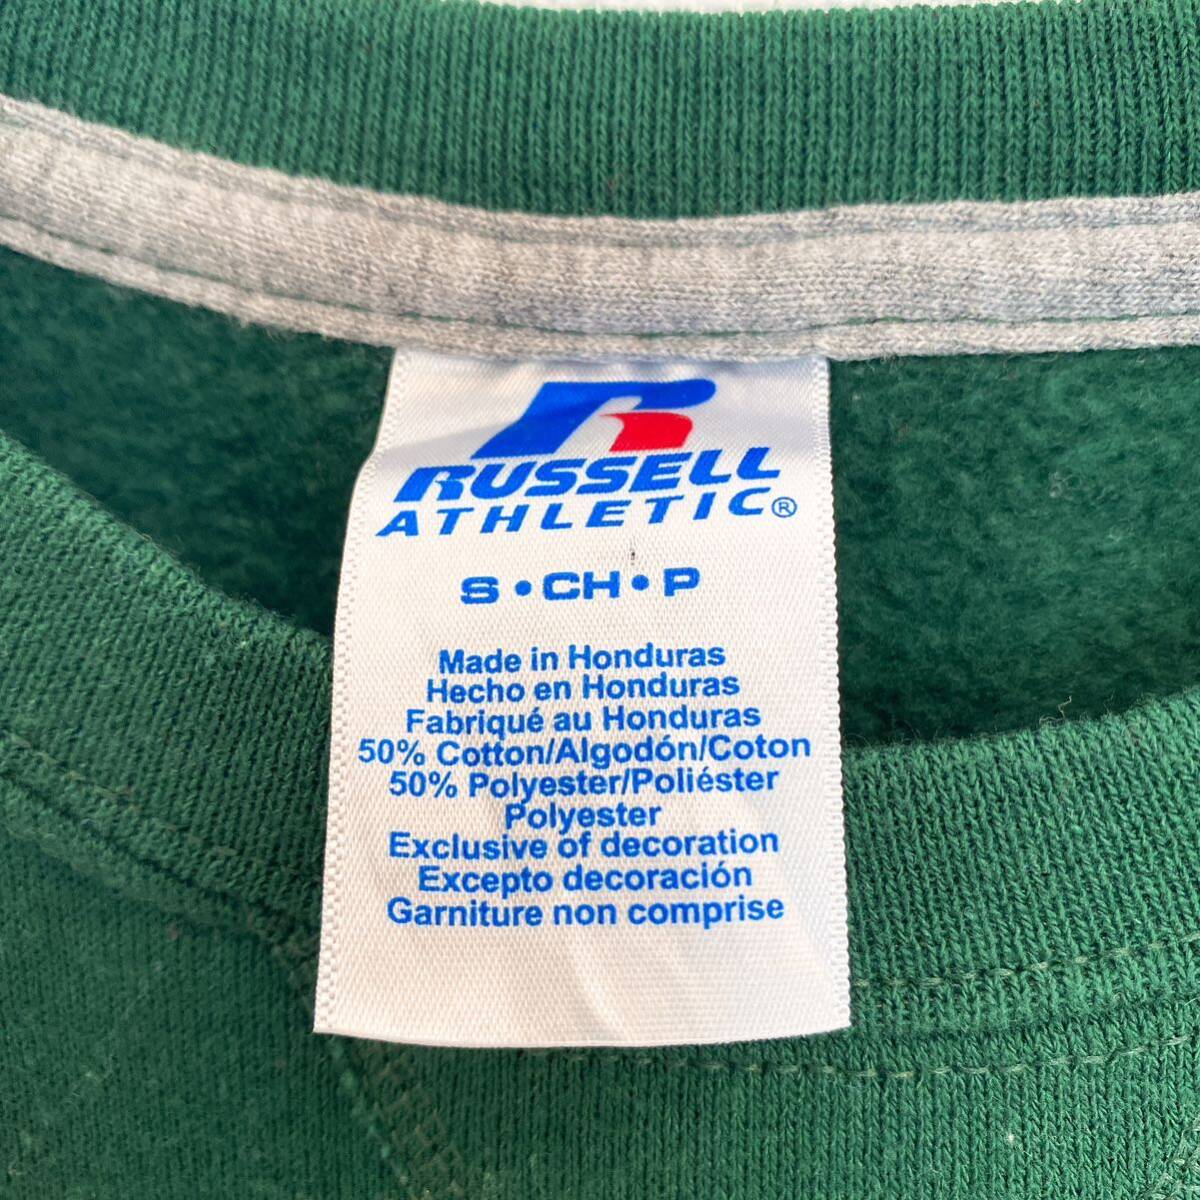 RUSSELL
ATHLETIC®
S • CH • P
Made in Honduras
Hecho en Honduras
Fabriqué au Honduras
50% Cotton/Algodón/Coton
50% Polyester/Poliéster
Polyester
Exclusive of decoration
Excepto decoración
Garniture non comprise